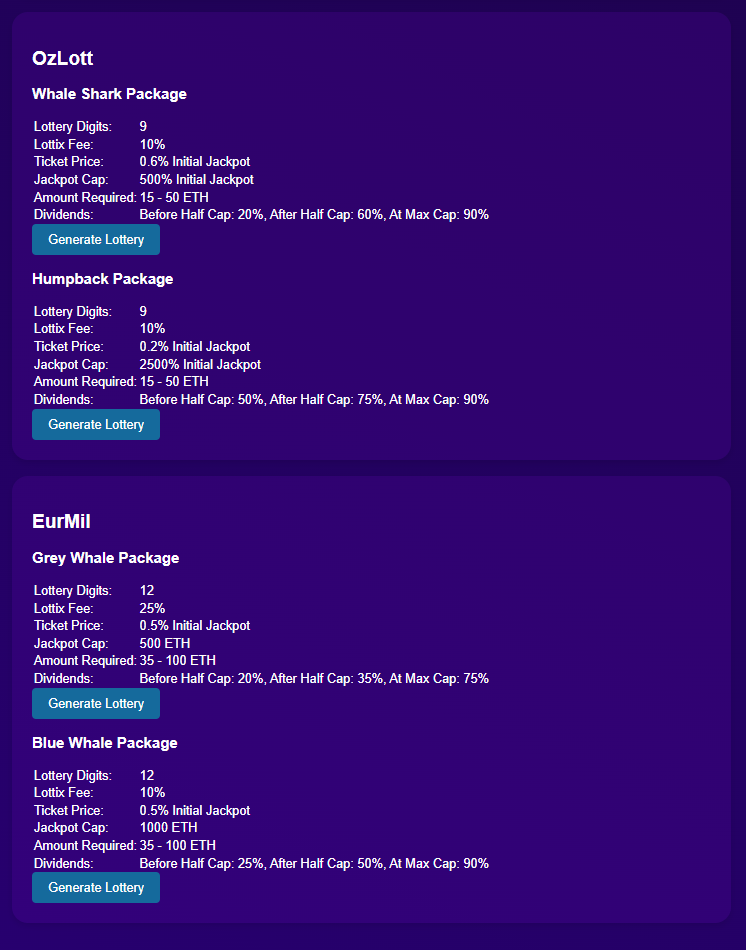 OzLott
Whale Shark Package
Lottery Digits: 9
Lottix Fee: 10%
Ticket Price: 0.6% Initial Jackpot
Jackpot Cap: 500% Initial Jackpot
Amount Required: 15 - 50 ETH
Dividends: Before Half Cap: 20%, After Half Cap: 60%, At Max Cap: 90%
Generate Lottery
Humpback Package
Lottery Digits: 9
Lottix Fee: 10%
Ticket Price: 0.2% Initial Jackpot
Jackpot Cap: 2500% Initial Jackpot
Amount Required: 15 - 50 ETH
Dividends: Before Half Cap: 50%, After Half Cap: 75%, At Max Cap: 90%
Generate Lottery
EurMil
Grey Whale Package
Lottery Digits: 12
Lottix Fee: 25%
Ticket Price: 0.5% Initial Jackpot
Jackpot Cap: 500 ETH
Amount Required: 35 - 100 ETH
Dividends: Before Half Cap: 20%, After Half Cap: 35%, At Max Cap: 75%
Generate Lottery
Blue Whale Package
Lottery Digits: 12
Lottix Fee: 10%
Ticket Price: 0.5% Initial Jackpot
Jackpot Cap: 1000 ETH
Amount Required: 35 - 100 ETH
Dividends: Before Half Cap: 25%, After Half Cap: 50%, At Max Cap: 90%
Generate Lottery